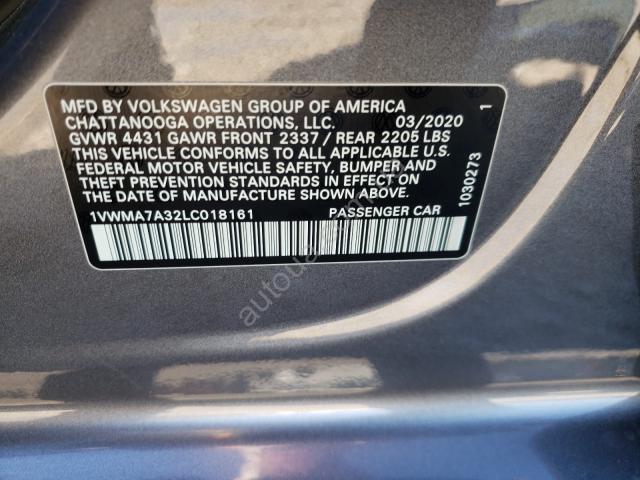 MFD BY VOLKSWAGEN GROUP OF AMERICA
CHATTANOOGA OPERATIONS, LLC. 03/2020
GVWR 4431 GAWR FRONT 2337 / REAR 2205 LBS
THIS VEHICLE CONFORMS TO ALL APPLICABLE U.S.
FEDERAL MOTOR VEHICLE SAFETY, BUMPER AND
THEFT PREVENTION STANDARDS IN EFFECT ON
THE DATE OF MANUFACTURE SHOWN ABOVE.
1VWMA7A32LC018161 PASSENGER CAR
1
1030273